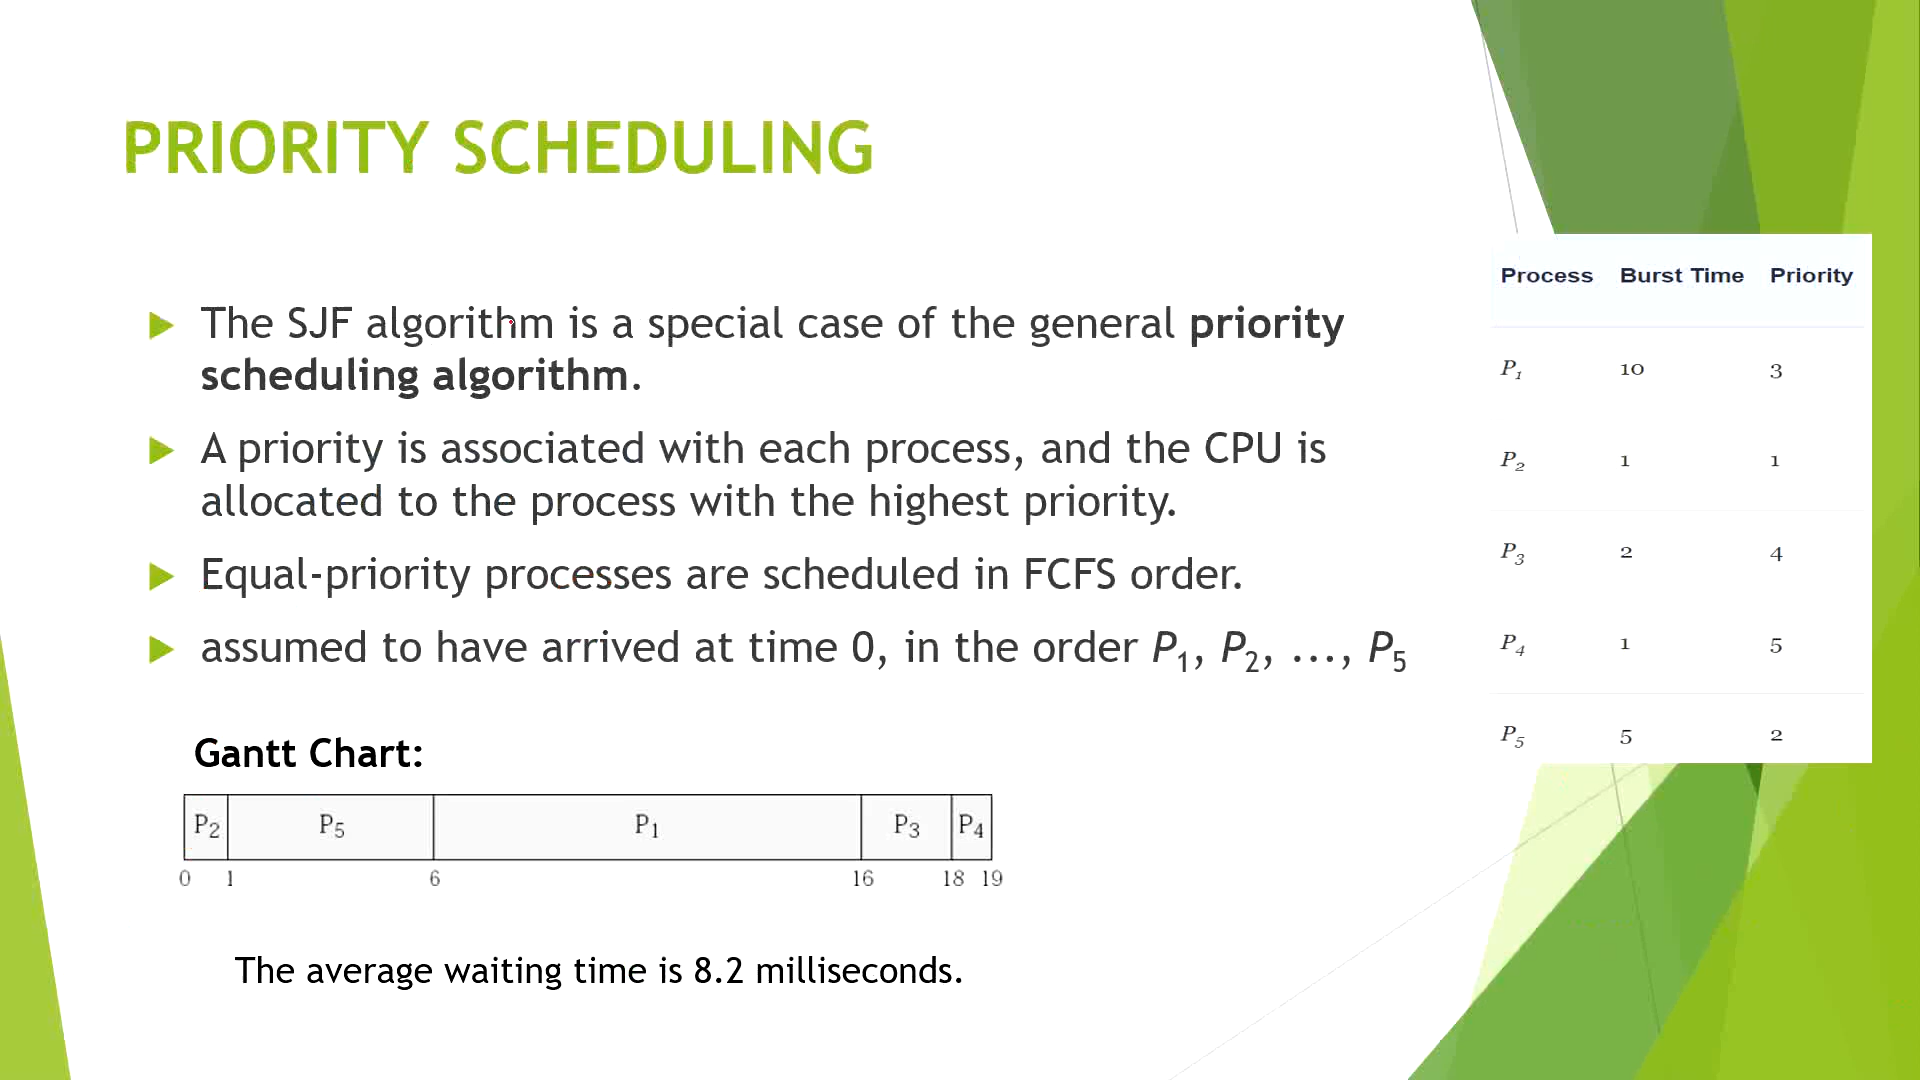 PRIORITY SCHEDULING
The SJF algorithm is a special case of the general priority
scheduling algorithm.
A priority is associated with each process, and the CPU is
allocated to the process with the highest priority.
Equal-priority processes are scheduled in FCFS order.
assumed to have arrived at time 0, in the order P1, P2, ..., P5
Process Burst Time Priority
P1 10 3
P2 1 1
P3 2 4
P4 1 5
P5 5 2
Gantt Chart:
P2 P5 P1 P3 P4
0 1 6 16 18 19
The average waiting time is 8.2 milliseconds.